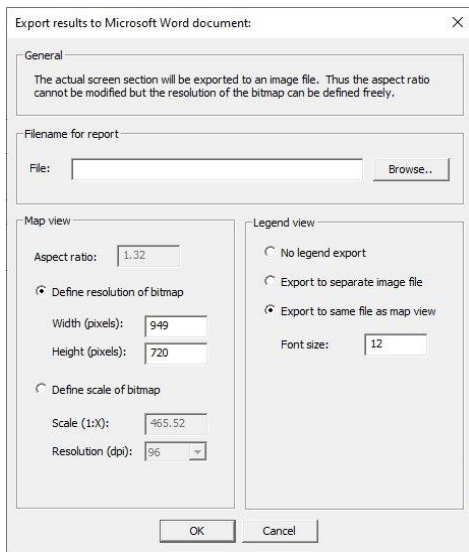 Export results to Microsoft Word document:
General
The actual screen section will be exported to an image file. Thus the aspect ratio
cannot be modified but the resolution of the bitmap can be defined freely.
Filename for report
File:
Browse..
Map view
Aspect ratio: 1.32
Define resolution of bitmap
Width (pixels): 949
Height (pixels): 720
Define scale of bitmap
Scale (1:X): 465.52
Resolution (dpi): 96
Legend view
No legend export
Export to separate image file
Export to same file as map view
Font size: 12
OK
Cancel